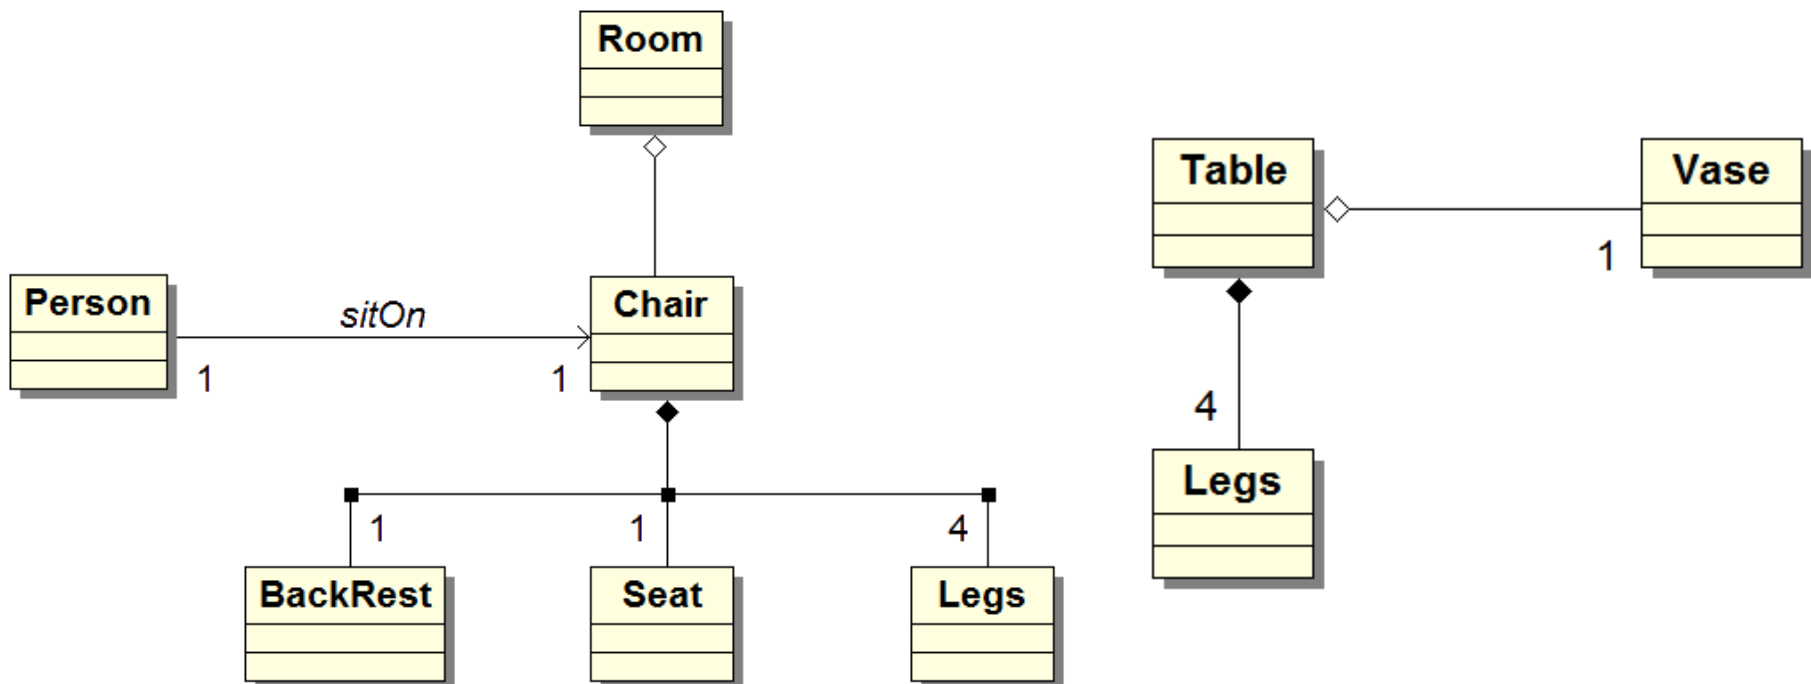 Room
Table
Vase
1
Person
sitOn
Chair
1
1
4
Legs
1
1
4
BackRest
Seat
Legs